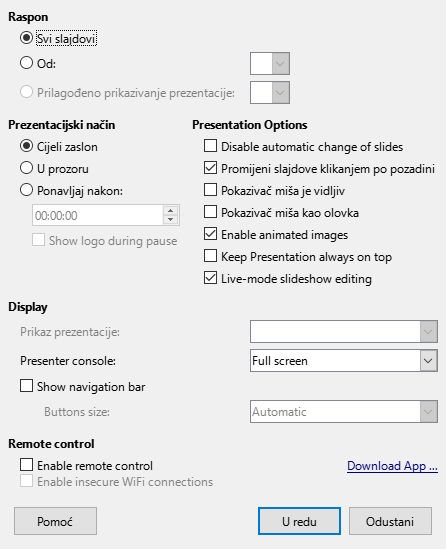 Raspon
Svi slajdovi
Od:
Prilagođeno prikazivanje prezentacije:
Prezentacijski način
Cijeli zaslon
U prozoru
Ponavljaj nakon:
00:00:00
Show logo during pause
Presentation Options
Disable automatic change of slides
Promijeni slajdove klikanjem po pozadini
Pokazivač miša je vidljiv
Pokazivač miša kao olovka
Enable animated images
Keep Presentation always on top
Live-mode slideshow editing
Display
Prikaz prezentacije:
Presenter console: Full screen
Show navigation bar
Buttons size: Automatic
Remote control
Enable remote control Download App ...
Enable insecure WiFi connections
Pomoć U redu Odustani